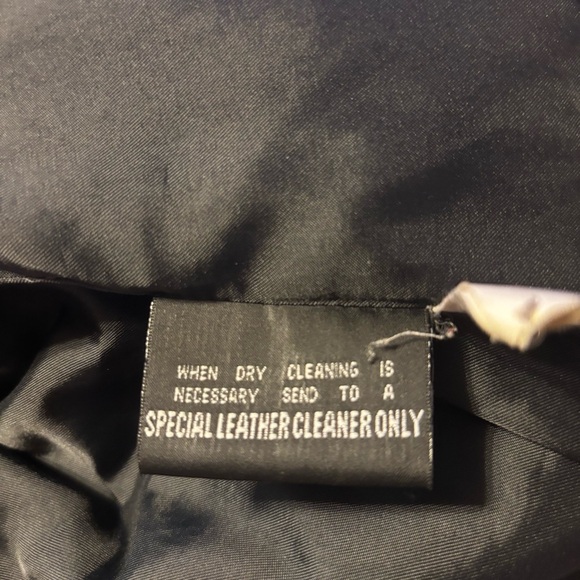 WHEN DRY CLEANING IS
NECESSARY SEND TO A
SPECIAL LEATHER CLEANER ONLY